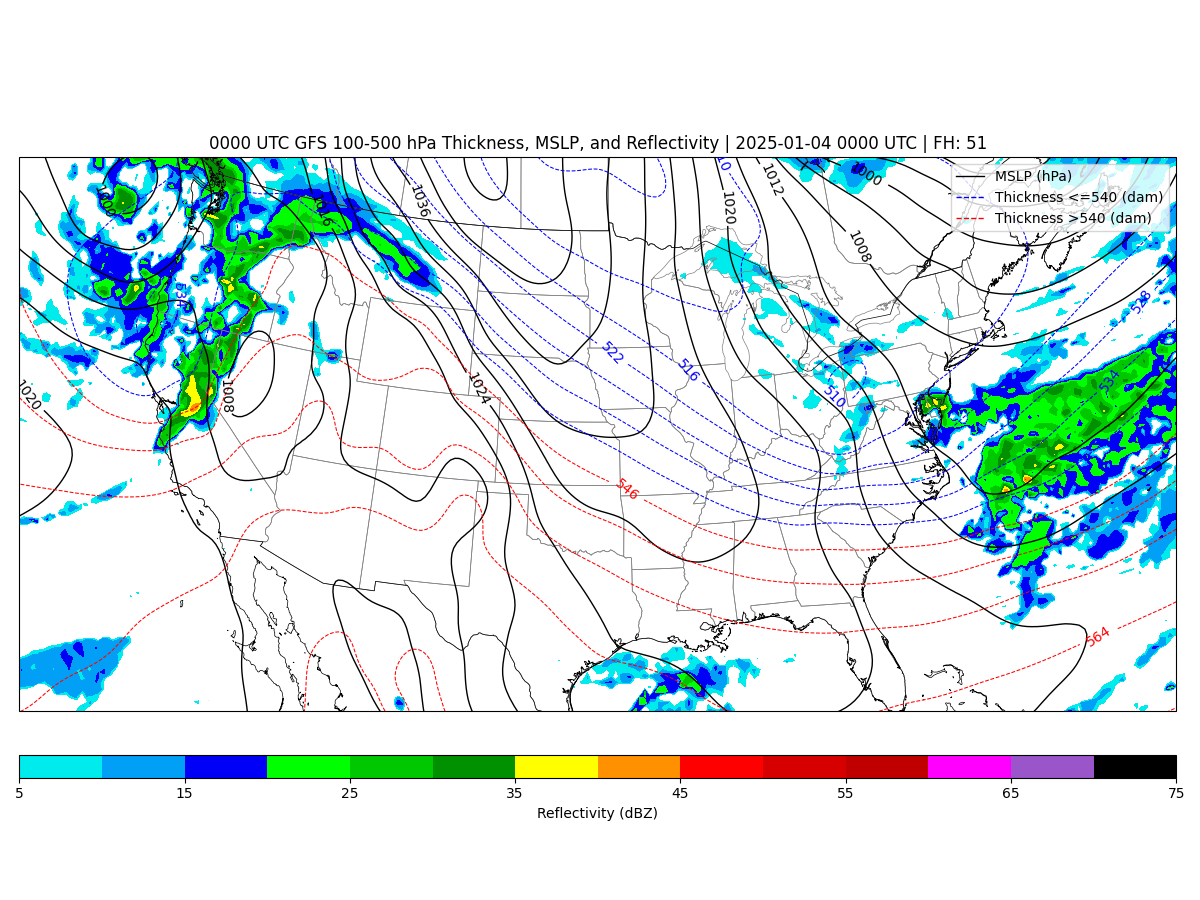 0000 UTC GFS 100-500 hPa Thickness, MSLP, and Reflectivity | 2025-01-04 0000 UTC | FH: 51
MSLP (hPa)
Thickness <=540 (dam)
Thickness >540 (dam)
1000
1036
1020
1012
1000
1008
528
522
516
510
534
1020
1008
1024
546
564
5 15 25 35 45 55 65 75
Reflectivity (dBZ)